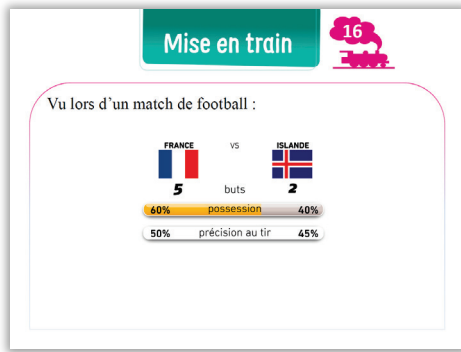 Mise en train
16
Vu lors d'un match de football :
FRANCE vs ISLANDE
5 buts 2
60% possession 40%
50% précision au tir 45%